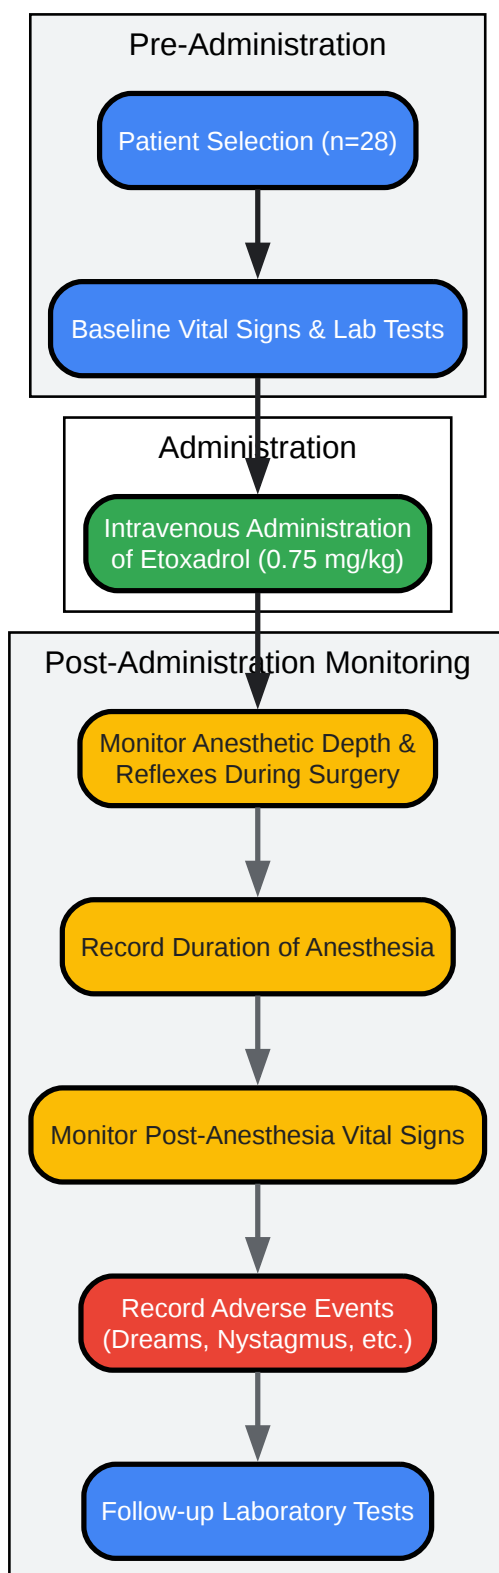 Pre-Administration
Patient Selection (n=28)
Baseline Vital Signs & Lab Tests
Administration
Intravenous Administration
of Etoxadrol (0.75 mg/kg)
Post-Administration Monitoring
Monitor Anesthetic Depth &
Reflexes During Surgery
Record Duration of Anesthesia
Monitor Post-Anesthesia Vital Signs
Record Adverse Events
(Dreams, Nystagmus, etc.)
Follow-up Laboratory Tests